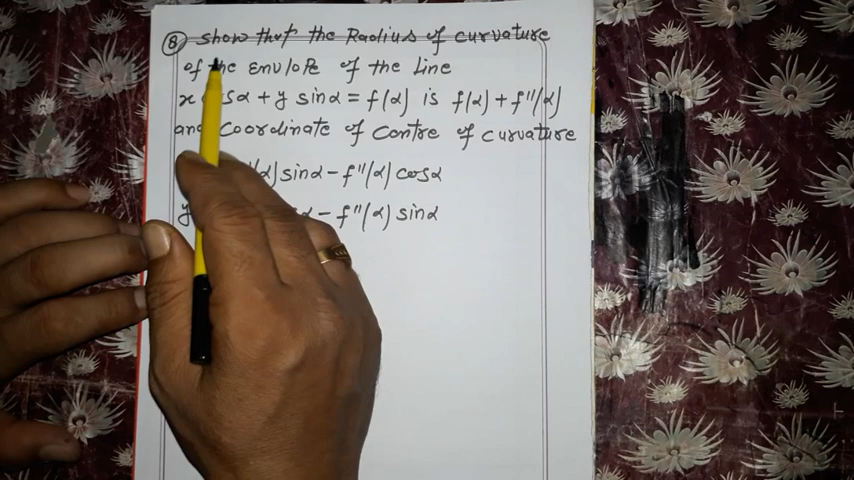 8 show that the Radius of curvature
of the Envlope of the Line
x cosα + y sinα = f(α) is f(α) + f"(α)
and coordinate of Centre of curvature
sinα - f"(α) cosα
y - f"(α) sinα